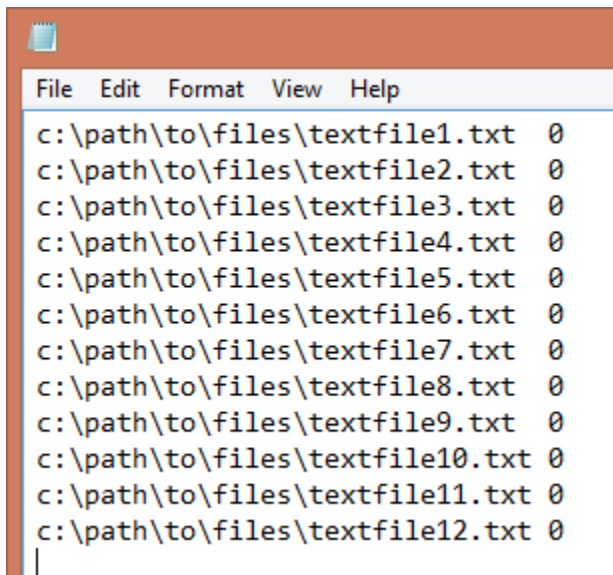 File Edit Format View Help
c:\path\to\files\textfile1.txt  0
c:\path\to\files\textfile2.txt  0
c:\path\to\files\textfile3.txt  0
c:\path\to\files\textfile4.txt  0
c:\path\to\files\textfile5.txt  0
c:\path\to\files\textfile6.txt  0
c:\path\to\files\textfile7.txt  0
c:\path\to\files\textfile8.txt  0
c:\path\to\files\textfile9.txt  0
c:\path\to\files\textfile10.txt 0
c:\path\to\files\textfile11.txt 0
c:\path\to\files\textfile12.txt 0